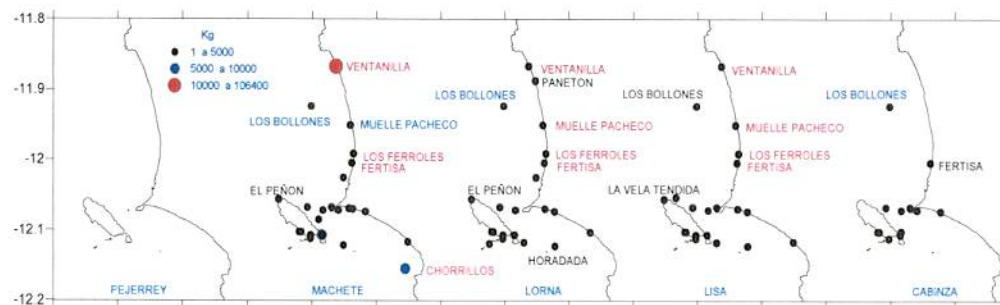 -11.8
Kg
1 a 5000
5000 a 10000
10000 a 106400
VENTANILLA
VENTANILLA
PANETON
VENTANILLA
-11.9
LOS BOLLONES
LOS BOLLONES
LOS BOLLONES
LOS BOLLONES
MUELLE PACHECO
MUELLE PACHECO
MUELLE PACHECO
-12
LOS FERROLES
FERTISA
LOS FERROLES
FERTISA
LOS FERROLES
FERTISA
FERTISA
EL PEÑON
EL PEÑON
LA VELA TENDIDA
-12.1
HORADADA
CHORRILLOS
PEJERREY
MACHETE
LORNA
LISA
CABINZA
-12.2